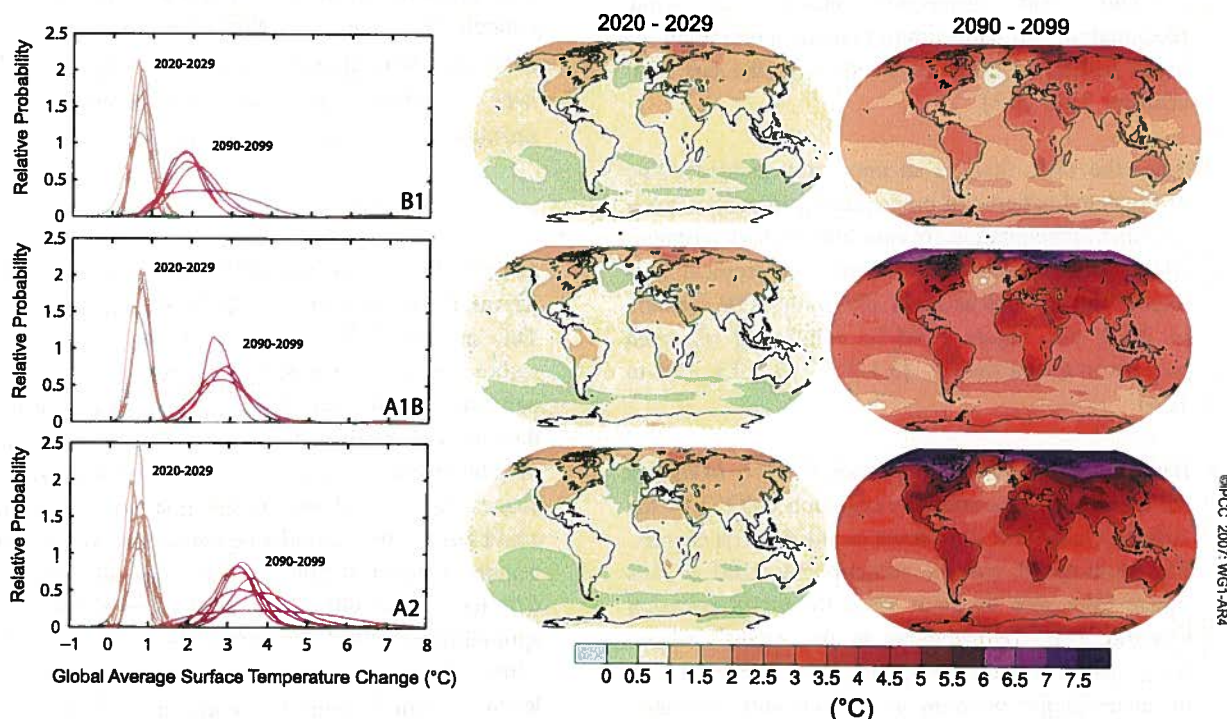 2020 - 2029
2090 - 2099
2.5
2
1.5
1
0.5
0
Relative Probability
2020-2029
2090-2099
B1
2.5
2
1.5
1
0.5
0
Relative Probability
2020-2029
2090-2099
A1B
2.5
2
1.5
1
0.5
0
Relative Probability
2020-2029
2090-2099
A2
−1 0 1 2 3 4 5 6 7 8
Global Average Surface Temperature Change (°C)
0 0.5 1 1.5 2 2.5 3 3.5 4 4.5 5 5.5 6 6.5 7 7.5
(°C)
©IPCC 2007: WG1-AR4